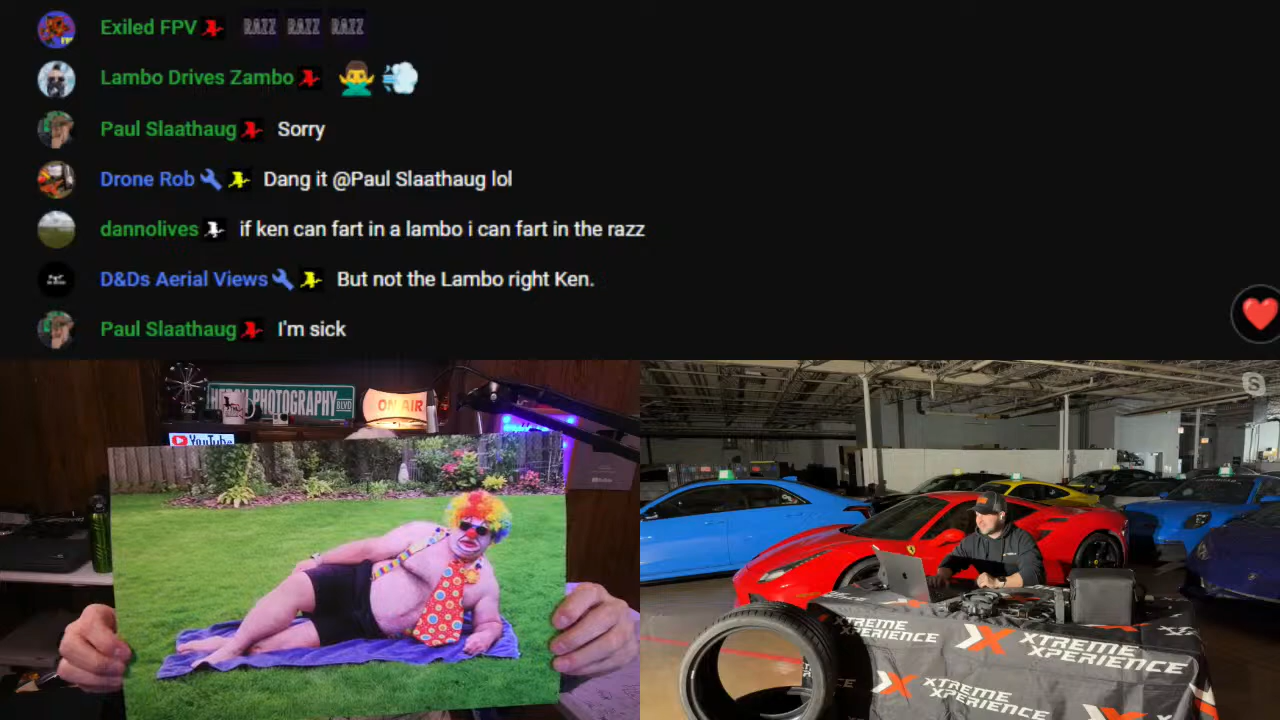 Exiled FPV RAZZ RAZZ RAZZ
Lambo Drives Zambo
Paul Slaathaug Sorry
Drone Rob Dang it @Paul Slaathaug lol
dannolives if ken can fart in a lambo i can fart in the razz
D&Ds Aerial Views But not the Lambo right Ken.
Paul Slaathaug I'm sick
PHOTOGRAPHY BLVD
ON AIR
YouTube
S
XTREME
XPERIENCE
XTREME
XPERIENCE
XTREME
XPERIENCE